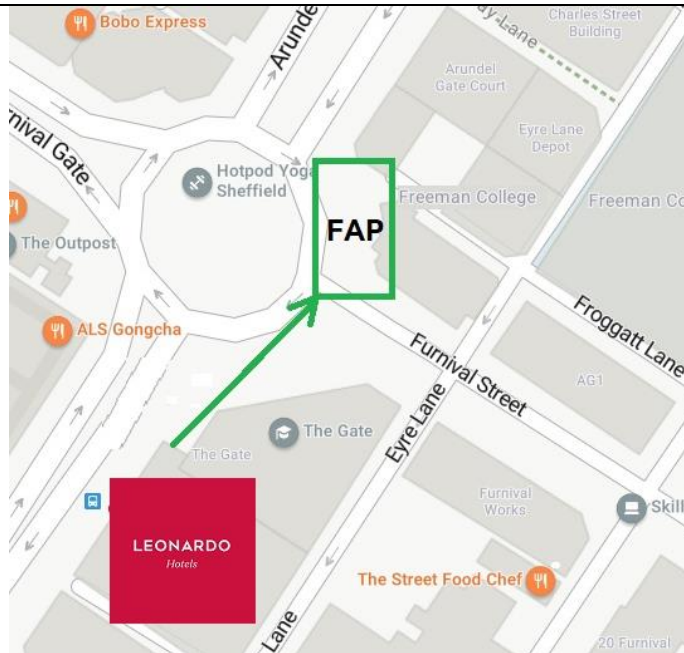 Bobo Express
Arundel
ay-Lane
Charles Street
Building
Arundel
Gate Court
Eyre Lane
Depot
rnival Gate
Hotpod Yoga
Sheffield
Freeman College
Freeman Co
FAP
The Outpost
ALS Gongcha
Froggatt Lane
Furnival Street
AG1
Eyre Lane
The Gate
The Gate
Furnival
Works
Skill
LEONARDO
Hotels
The Street Food Chef
Lane
20 Furnival